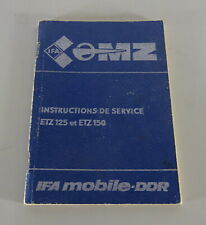 IFA MZ
INSTRUCTIONS DE SERVICE
ETZ 125 et ETZ 150
IFA mobile-DDR